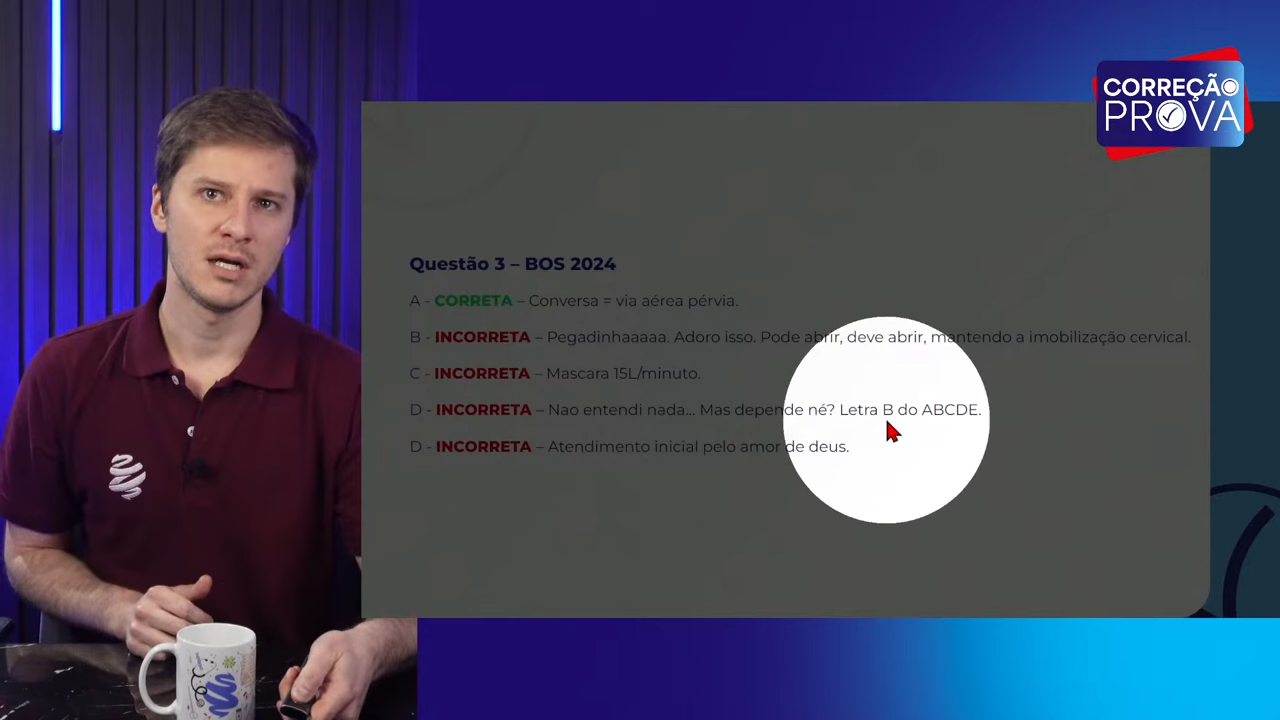 CORREÇÃO
PROVA
Questão 3 – BOS 2024
A - CORRETA – Conversa = via aérea pérvia.
B - INCORRETA – Pegadinhaaaaa. Adoro isso. Pode abrir, deve abrir, mantendo a imobilização cervical.
C - INCORRETA – Mascara 15L/minuto.
D - INCORRETA – Nao entendi nada... Mas depende né? Letra B do ABCDE.
D - INCORRETA – Atendimento inicial pelo amor de deus.